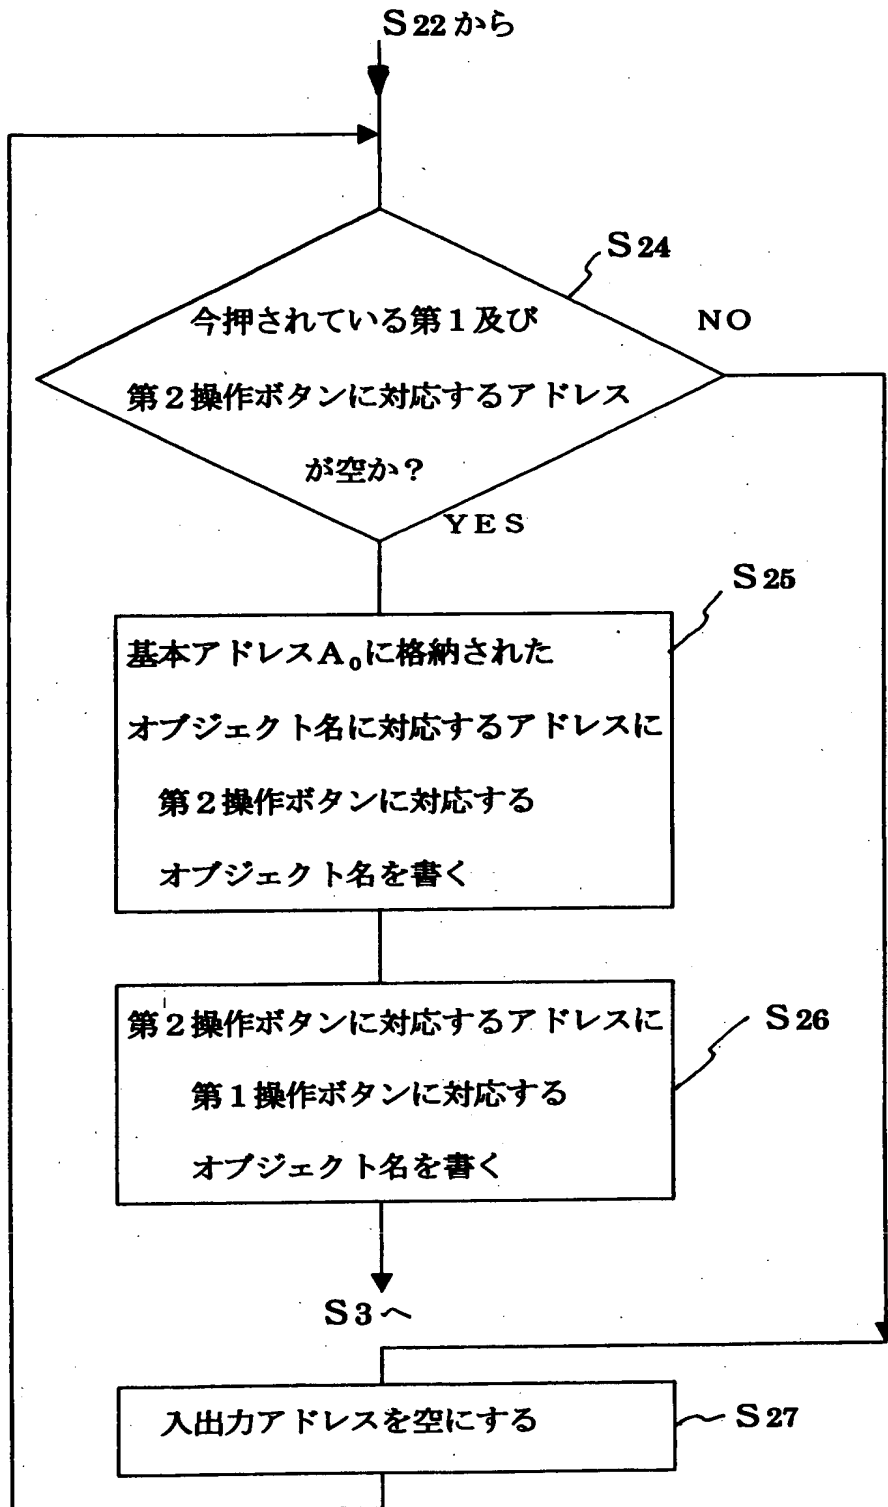 S22から
S24
今押されている第1及び
NO
第2操作ボタンに対応するアドレス
が空か?
YES
S25
基本アドレスA₀に格納された
オブジェクト名に対応するアドレスに
第2操作ボタンに対応する
オブジェクト名を書く
S26
第2操作ボタンに対応するアドレスに
第1操作ボタンに対応する
オブジェクト名を書く
S3へ
入出力アドレスを空にする
S27